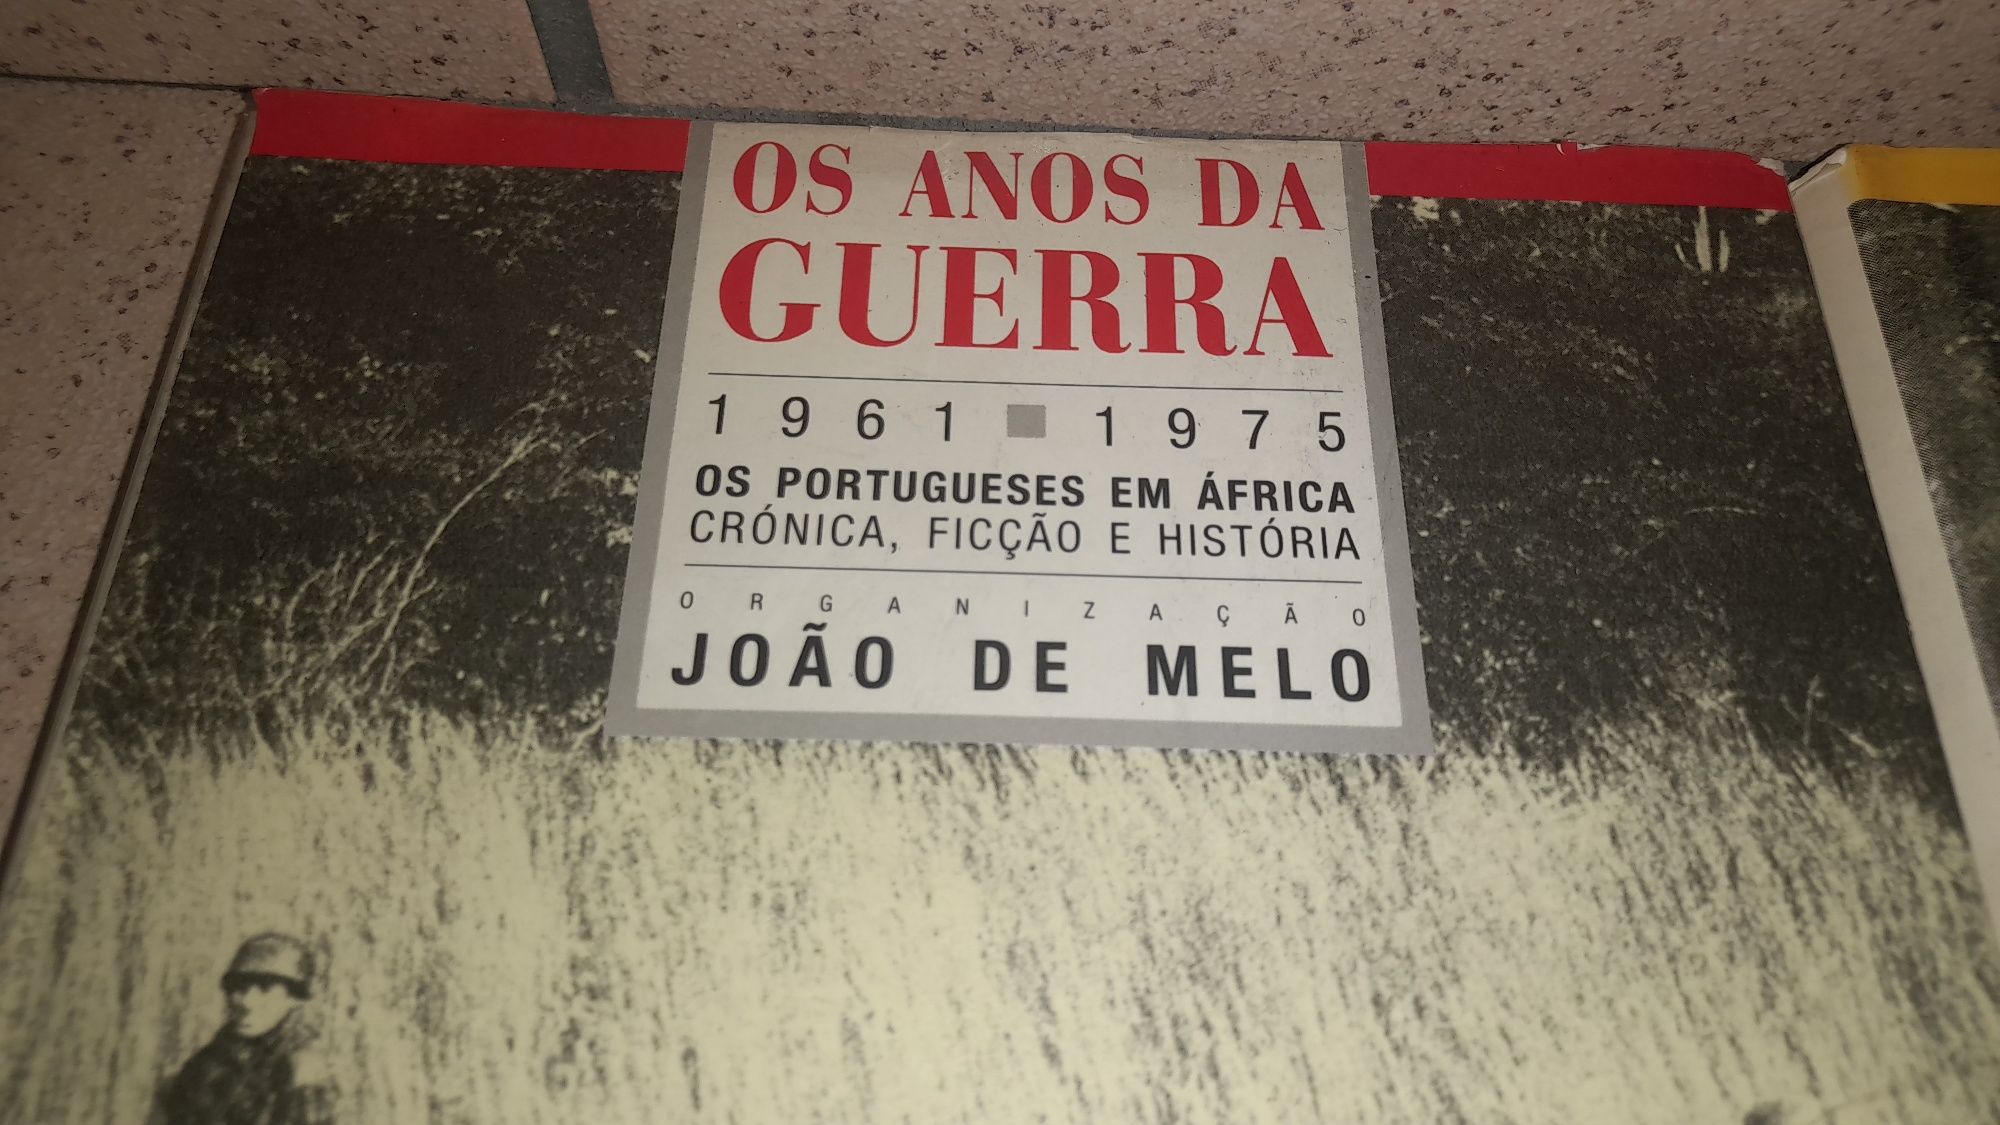 OS ANOS DA
GUERRA
1961 ■ 1975
OS PORTUGUESES EM ÁFRICA
CRÓNICA, FICÇÃO E HISTÓRIA
ORGANIZAÇÃO
JOÃO DE MELO